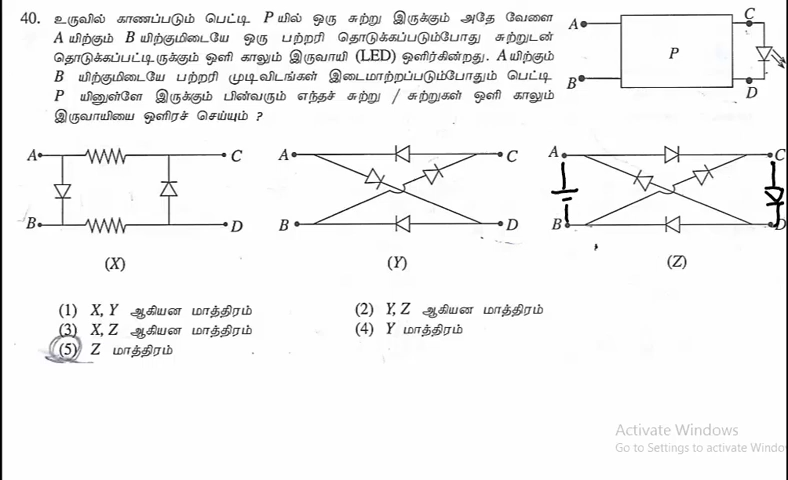 40. உருவில் காணப்படும் பெட்டி P யில் ஒரு சுற்று இருக்கும் அதே வேளை
A யிற்கும் B யிற்குமிடையே ஒரு பற்றரி தொடுக்கப்படும்போது சுற்றுடன்
தொடுக்கப்பட்டிருக்கும் ஒளி காலும் இருவாயி (LED) ஒளிர்கின்றது. A யிற்கும்
B யிற்குமிடையே பற்றரி முடிவிடங்கள் இடைமாற்றப்படும்போதும் பெட்டி
P யினுள்ளே இருக்கும் பின்வரும் எந்தச் சுற்று / சுற்றுகள் ஒளி காலும்
இருவாயியை ஒளிரச் செய்யும் ?
A
B
P
C
D
A
B
C
D
(X)
A
B
C
D
(Y)
A
B
C
D
(Z)
(1) X, Y ஆகியன மாத்திரம்
(2) Y, Z ஆகியன மாத்திரம்
(3) X, Z ஆகியன மாத்திரம்
(4) Y மாத்திரம்
(5) Z மாத்திரம்
Activate Windows
Go to Settings to activate Windo